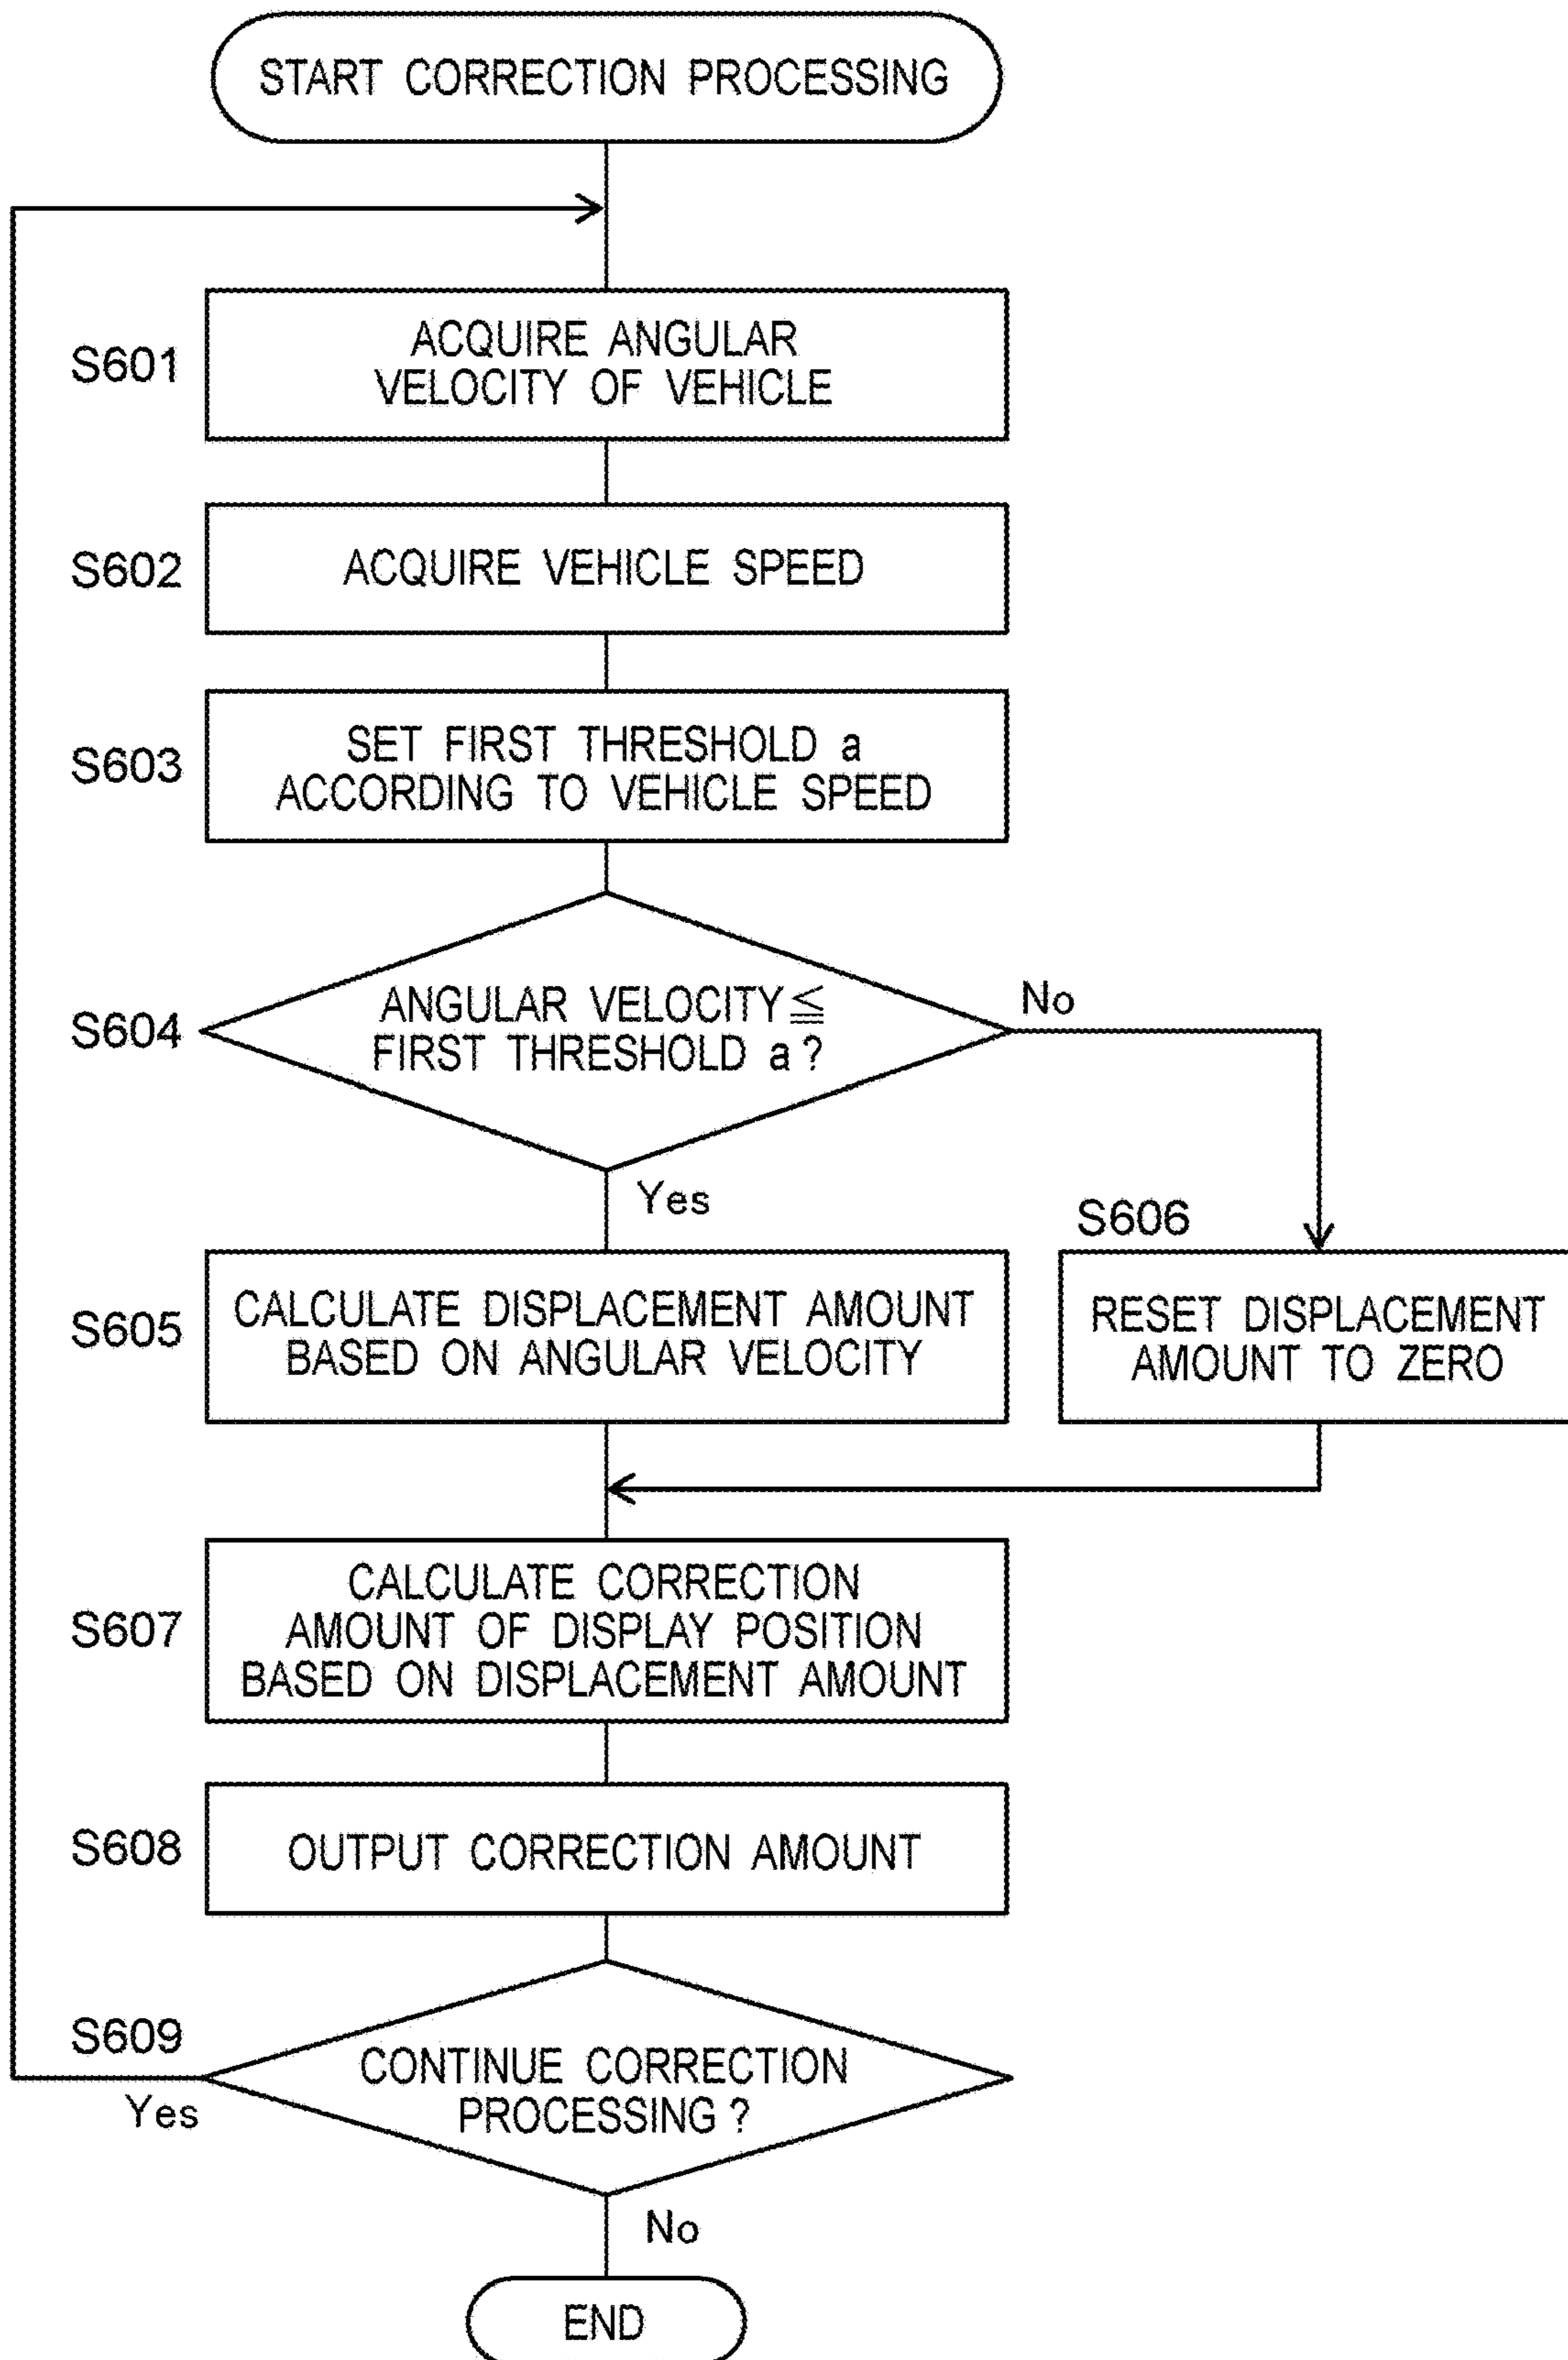 START CORRECTION PROCESSING
S601
ACQUIRE ANGULAR
VELOCITY OF VEHICLE
S602
ACQUIRE VEHICLE SPEED
S603
SET FIRST THRESHOLD a
ACCORDING TO VEHICLE SPEED
S604
ANGULAR VELOCITY≦
FIRST THRESHOLD a?
No
Yes
S605
CALCULATE DISPLACEMENT AMOUNT
BASED ON ANGULAR VELOCITY
S606
RESET DISPLACEMENT
AMOUNT TO ZERO
S607
CALCULATE CORRECTION
AMOUNT OF DISPLAY POSITION
BASED ON DISPLACEMENT AMOUNT
S608
OUTPUT CORRECTION AMOUNT
S609
CONTINUE CORRECTION
PROCESSING?
Yes
No
END